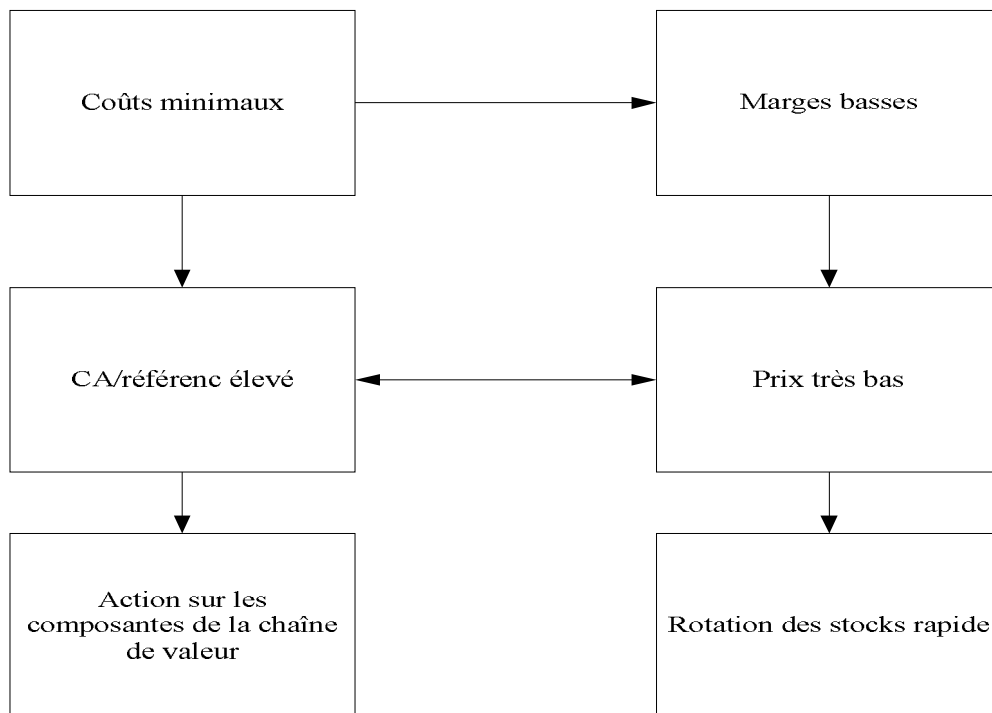 Coûts minimaux
Marges basses
CA/référenc élevé
Prix très bas
Action sur les
composantes de la chaîne
de valeur
Rotation des stocks rapide